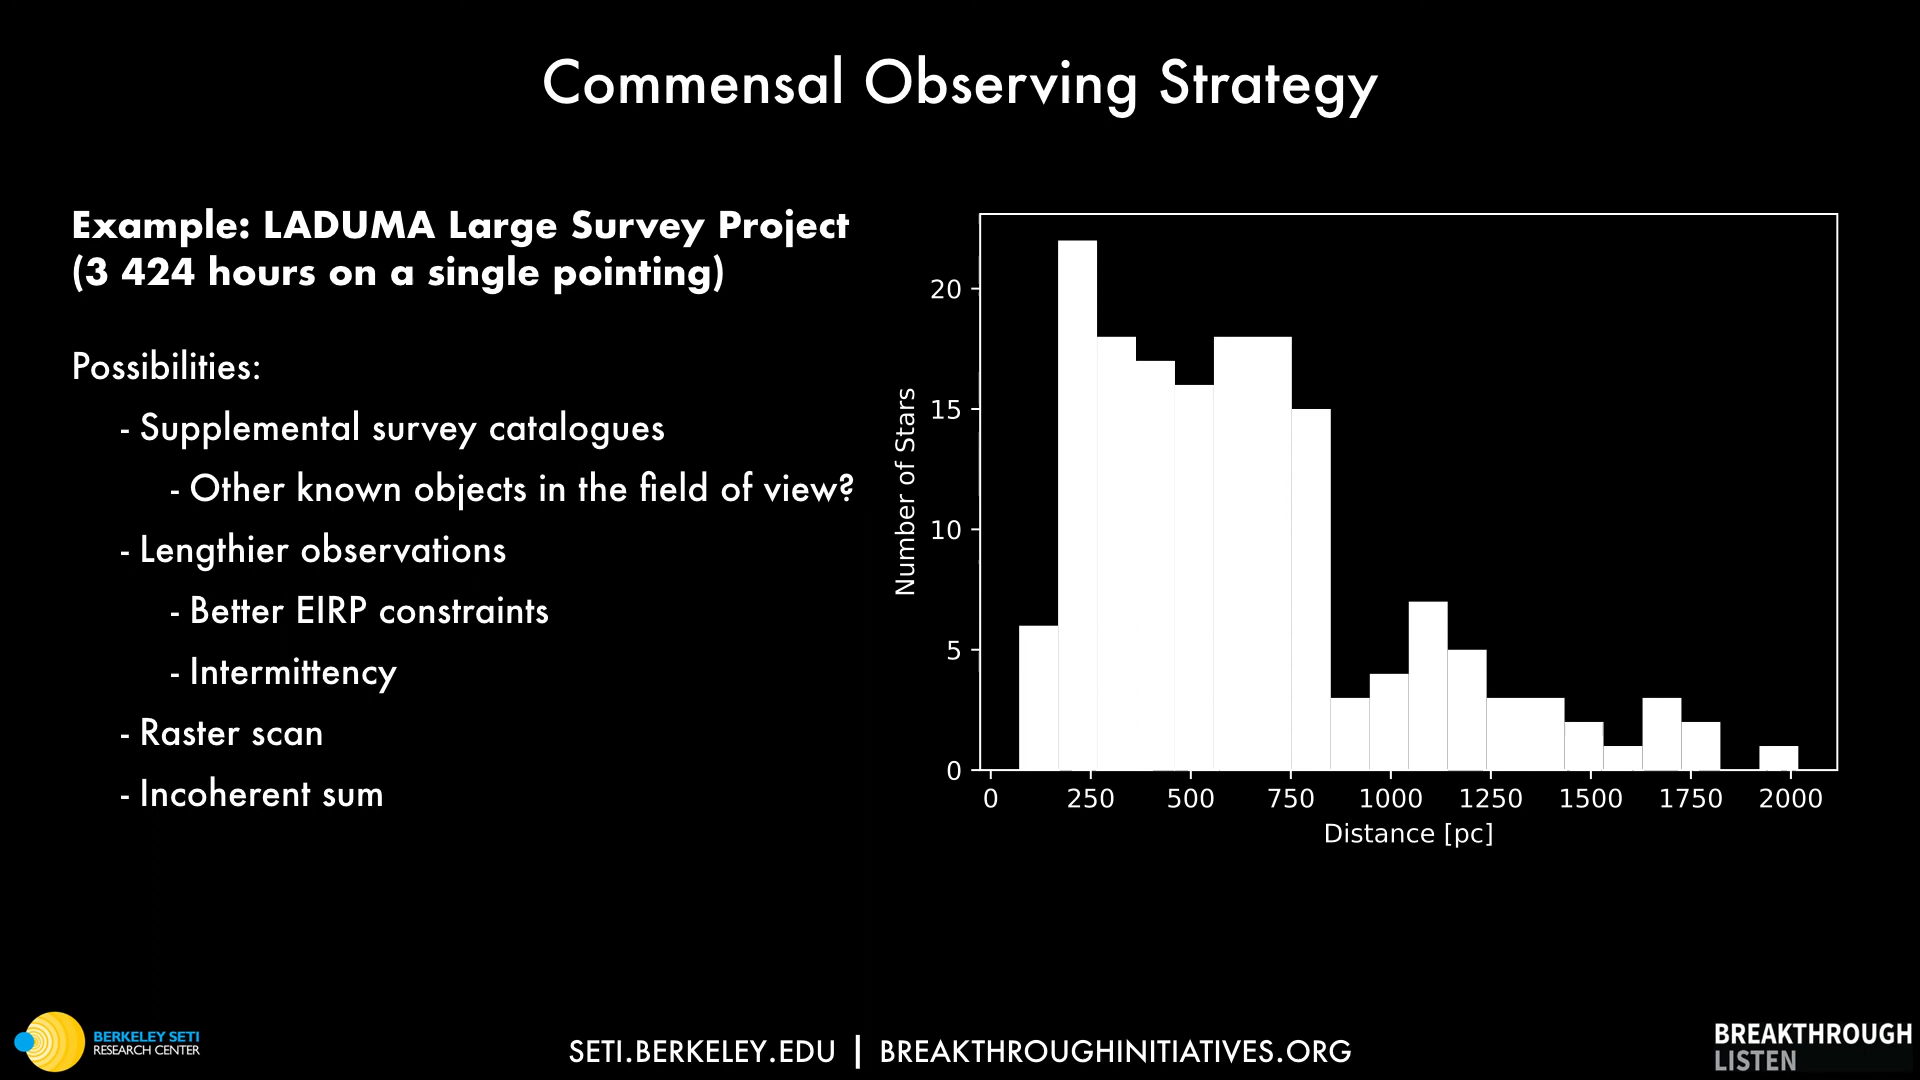 Commensal Observing Strategy
Example: LADUMA Large Survey Project
(3 424 hours on a single pointing)
Possibilities:
- Supplemental survey catalogues
- Other known objects in the field of view?
- Lengthier observations
- Better EIRP constraints
- Intermittency
- Raster scan
- Incoherent sum
Number of Stars
20
15
10
5
0
0 250 500 750 1000 1250 1500 1750 2000
Distance [pc]
BERKELEY SETI
RESEARCH CENTER
SETI.BERKELEY.EDU | BREAKTHROUGHINITIATIVES.ORG
BREAKTHROUGH
LISTEN